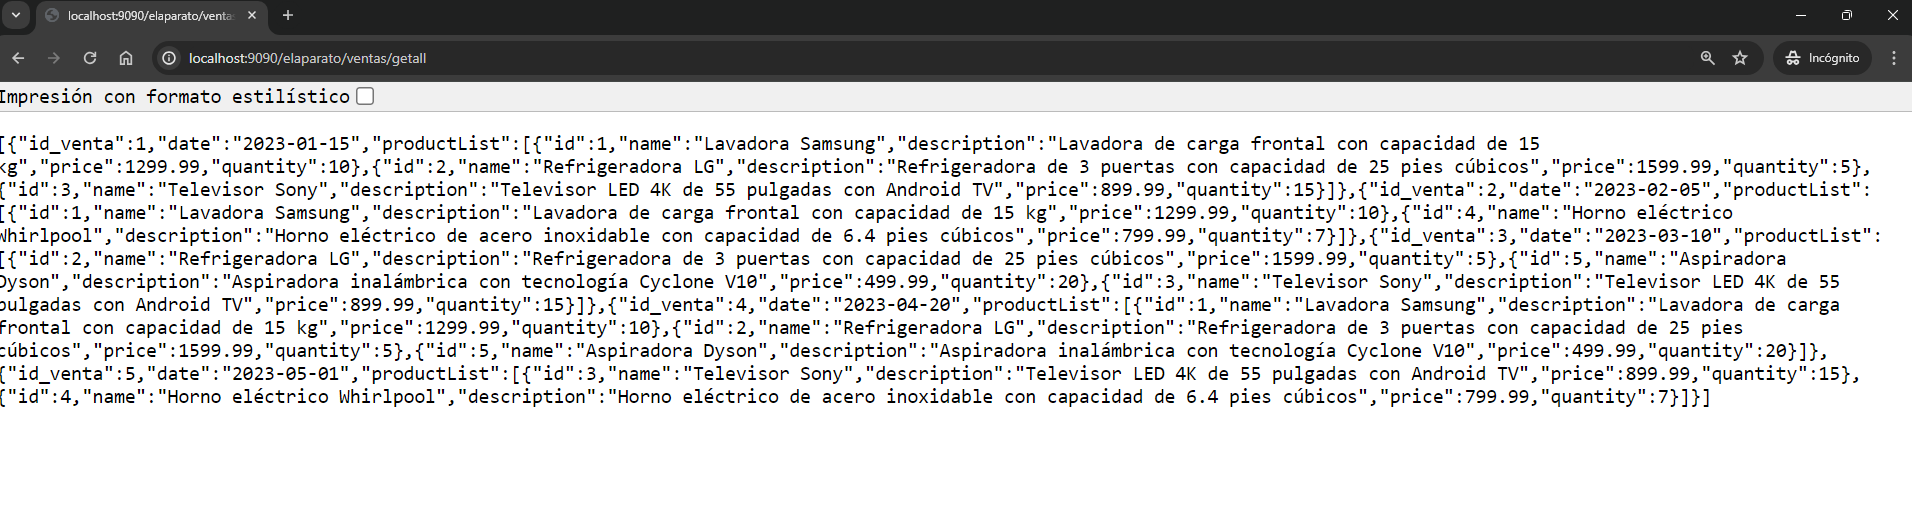 localhost:9090/elaparato/venta
localhost:9090/elaparato/ventas/getall
Incógnito
Impresión con formato estilístico
[{"id_venta":1,"date":"2023-01-15","productList":[{"id":1,"name":"Lavadora Samsung","description":"Lavadora de carga frontal con capacidad de 15
kg","price":1299.99,"quantity":10},{"id":2,"name":"Refrigeradora LG","description":"Refrigeradora de 3 puertas con capacidad de 25 pies cúbicos","price":1599.99,"quantity":5},
{"id":3,"name":"Televisor Sony","description":"Televisor LED 4K de 55 pulgadas con Android TV","price":899.99,"quantity":15}]},{"id_venta":2,"date":"2023-02-05","productList":
[{"id":1,"name":"Lavadora Samsung","description":"Lavadora de carga frontal con capacidad de 15 kg","price":1299.99,"quantity":10},{"id":4,"name":"Horno eléctrico
Whirlpool","description":"Horno eléctrico de acero inoxidable con capacidad de 6.4 pies cúbicos","price":799.99,"quantity":7}]},{"id_venta":3,"date":"2023-03-10","productList":
[{"id":2,"name":"Refrigeradora LG","description":"Refrigeradora de 3 puertas con capacidad de 25 pies cúbicos","price":1599.99,"quantity":5},{"id":5,"name":"Aspiradora
Dyson","description":"Aspiradora inalámbrica con tecnología Cyclone V10","price":499.99,"quantity":20},{"id":3,"name":"Televisor Sony","description":"Televisor LED 4K de 55
pulgadas con Android TV","price":899.99,"quantity":15}]},{"id_venta":4,"date":"2023-04-20","productList":[{"id":1,"name":"Lavadora Samsung","description":"Lavadora de carga
frontal con capacidad de 15 kg","price":1299.99,"quantity":10},{"id":2,"name":"Refrigeradora LG","description":"Refrigeradora de 3 puertas con capacidad de 25 pies
cúbicos","price":1599.99,"quantity":5},{"id":5,"name":"Aspiradora Dyson","description":"Aspiradora inalámbrica con tecnología Cyclone V10","price":499.99,"quantity":20}]},
{"id_venta":5,"date":"2023-05-01","productList":[{"id":3,"name":"Televisor Sony","description":"Televisor LED 4K de 55 pulgadas con Android TV","price":899.99,"quantity":15},
{"id":4,"name":"Horno eléctrico Whirlpool","description":"Horno eléctrico de acero inoxidable con capacidad de 6.4 pies cúbicos","price":799.99,"quantity":7}]}]